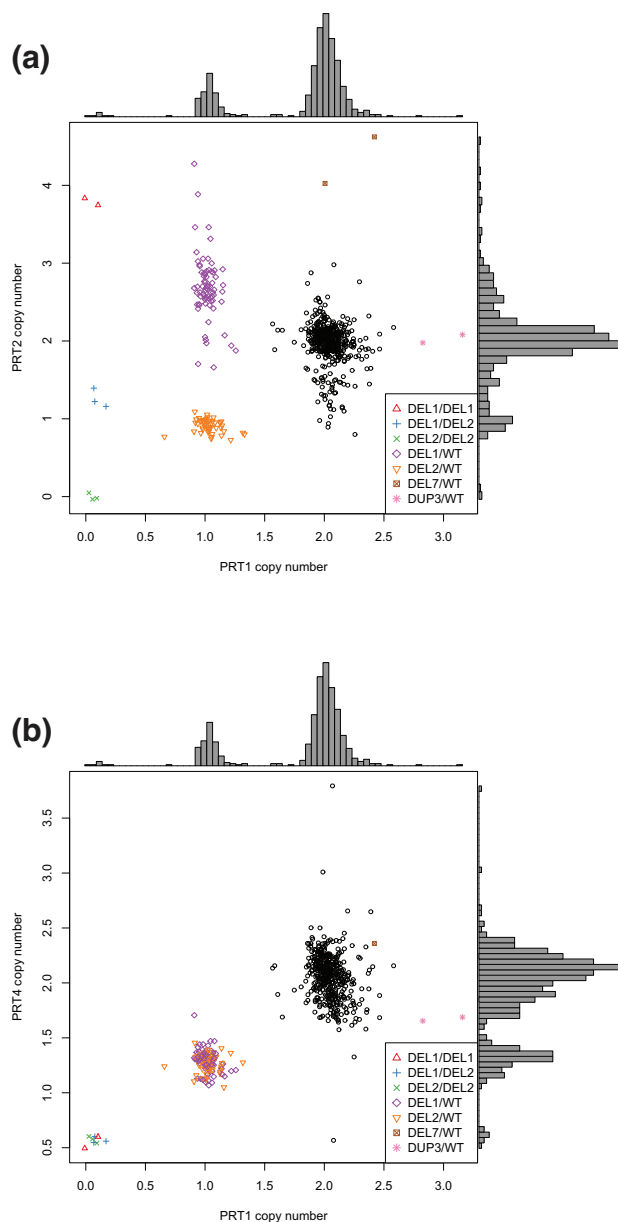 (a)
PRT2 copy number
4
3
2
1
0
DEL1/DEL1
DEL1/DEL2
DEL2/DEL2
DEL1/WT
DEL2/WT
DEL7/WT
DUP3/WT
0.0 0.5 1.0 1.5 2.0 2.5 3.0
PRT1 copy number
(b)
PRT4 copy number
3.5
3.0
2.5
2.0
1.5
1.0
0.5
DEL1/DEL1
DEL1/DEL2
DEL2/DEL2
DEL1/WT
DEL2/WT
DEL7/WT
DUP3/WT
0.0 0.5 1.0 1.5 2.0 2.5 3.0
PRT1 copy number